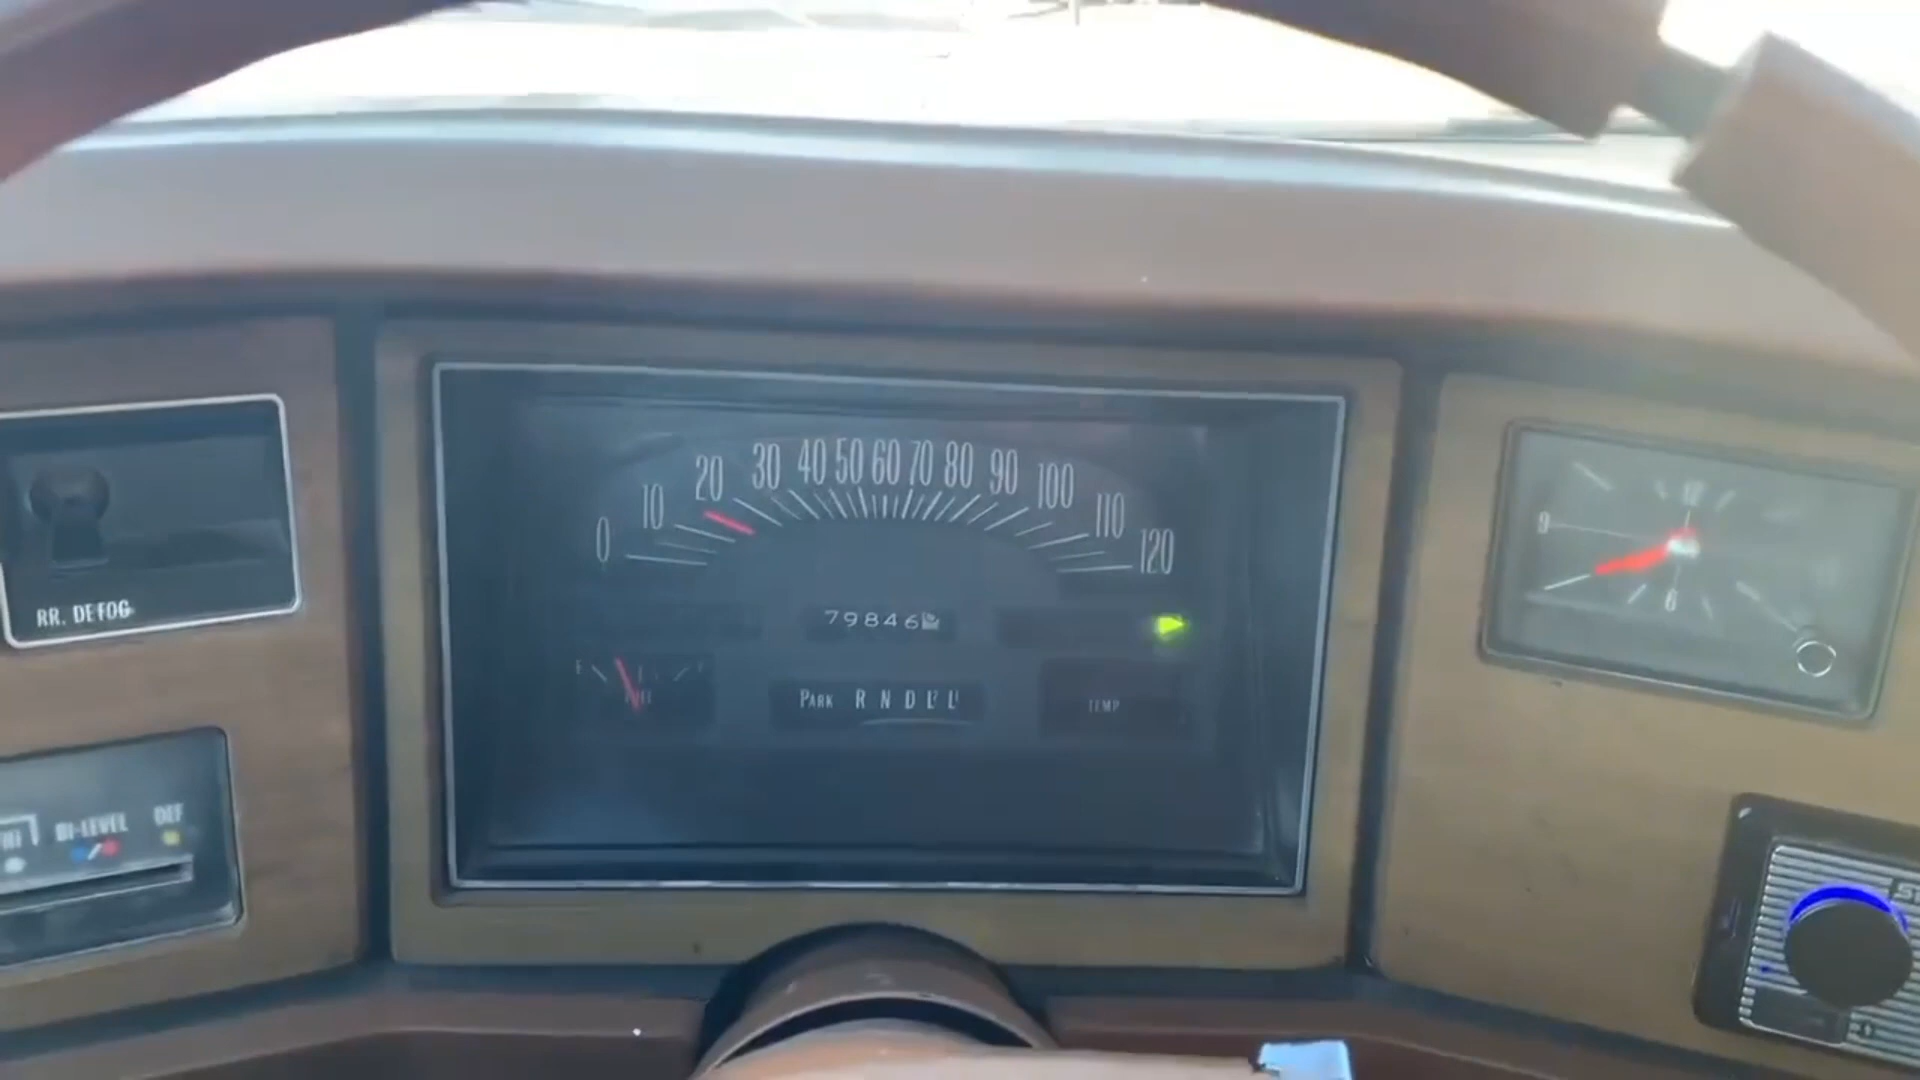 0 10 20 30 40 50 60 70 80 90 100 110 120
RR. DEFOG
79846
E F
FUEL
PARK R N D L² L¹
TEMP
BI-LEVEL DEF
12
9
6